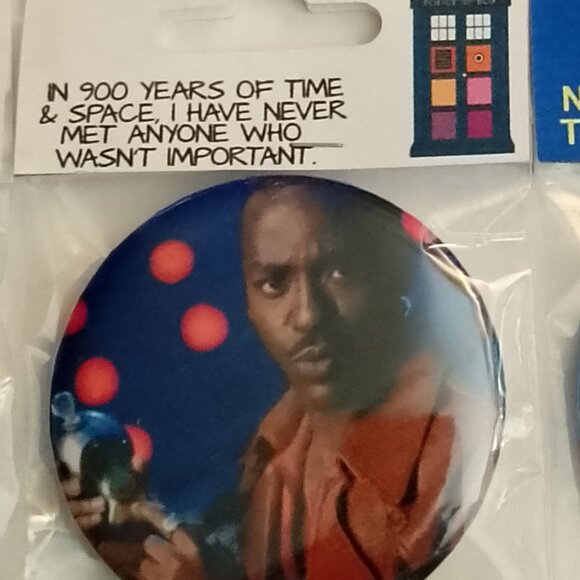 IN 900 YEARS OF TIME
& SPACE, I HAVE NEVER
MET ANYONE WHO
WASN'T IMPORTANT.
N
T